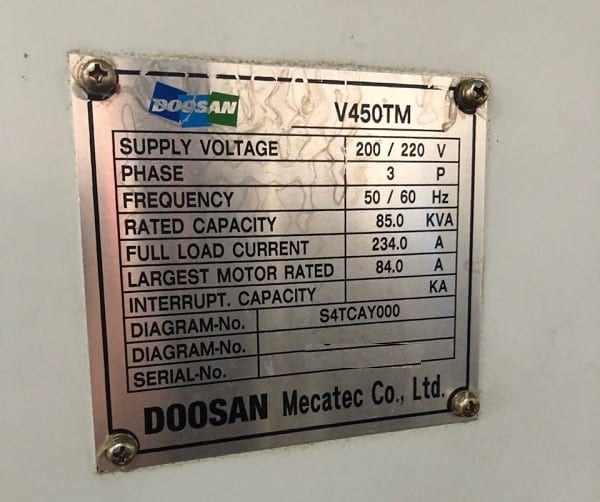 DOOSAN V450TM
SUPPLY VOLTAGE 200 / 220 V
PHASE 3 P
FREQUENCY 50 / 60 Hz
RATED CAPACITY 85.0 KVA
FULL LOAD CURRENT 234.0 A
LARGEST MOTOR RATED 84.0 A
INTERRUPT. CAPACITY KA
DIAGRAM-No. S4TCAY000
DIAGRAM-No.
SERIAL-No.
DOOSAN Mecatec Co., Ltd.